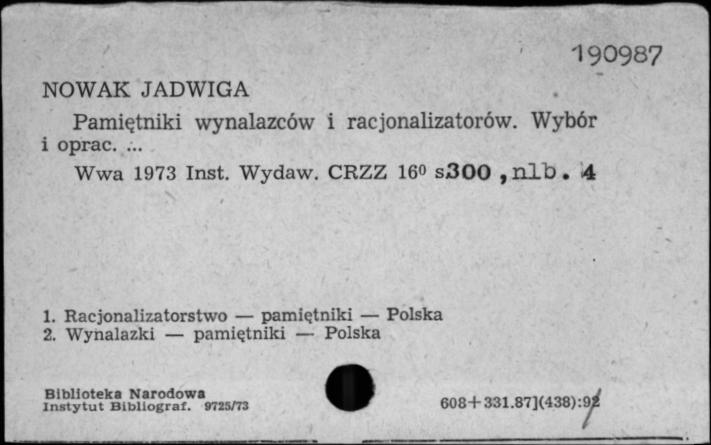 190987
NOWAK JADWIGA
Pamiętniki wynalazców i racjonalizatorów. Wybór
i oprac. ...
Wwa 1973 Inst. Wydaw. CRZZ 16⁰ s.300 , nlb. 4
1. Racjonalizatorstwo — pamiętniki — Polska
2. Wynalazki — pamiętniki — Polska
Biblioteka Narodowa
Instytut Bibliograf. 9725/73
608+331.87](438):92